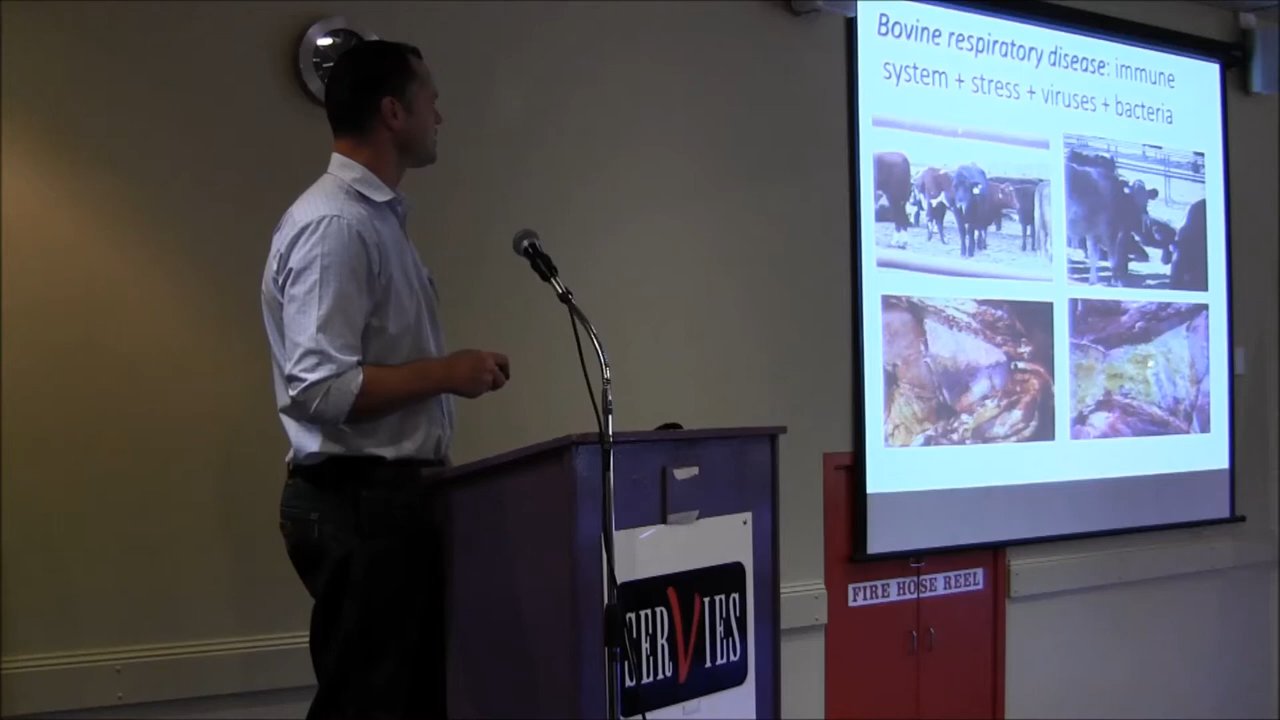 Bovine respiratory disease: immune
system + stress + viruses + bacteria
FIRE HOSE REEL
SERVIES